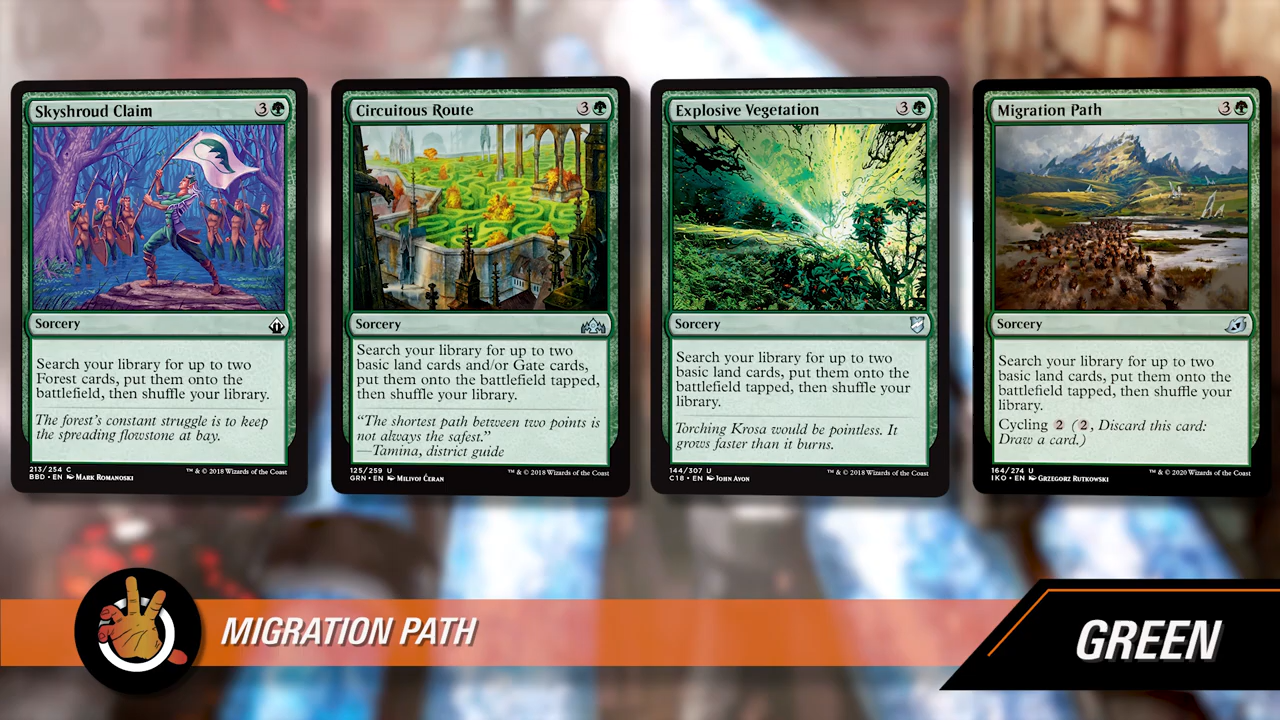 Skyshroud Claim 3
Sorcery
Search your library for up to two
Forest cards, put them onto the
battlefield, then shuffle your library.
The forest's constant struggle is to keep
the spreading flowstone at bay.
213/254 C
BBD • EN Mark Romanoski
™ & © 2018 Wizards of the Coast
Circuitous Route 3
Sorcery
Search your library for up to two
basic land cards and/or Gate cards,
put them onto the battlefield tapped,
then shuffle your library.
"The shortest path between two points is
not always the safest."
—Tamina, district guide
125/259 U
GRN • EN Milivoj Ćeran
™ & © 2018 Wizards of the Coast
Explosive Vegetation 3
Sorcery
Search your library for up to two
basic land cards, put them onto the
battlefield tapped, then shuffle your
library.
Torching Krosa would be pointless. It
grows faster than it burns.
144/307 U
C18 • EN John Avon
™ & © 2018 Wizards of the Coast
Migration Path 3
Sorcery
Search your library for up to two
basic land cards, put them onto the
battlefield tapped, then shuffle your
library.
Cycling 2 (2, Discard this card:
Draw a card.)
164/274 U
IKO • EN Grzegorz Rutkowski
™ & © 2020 Wizards of the Coast
MIGRATION PATH
GREEN